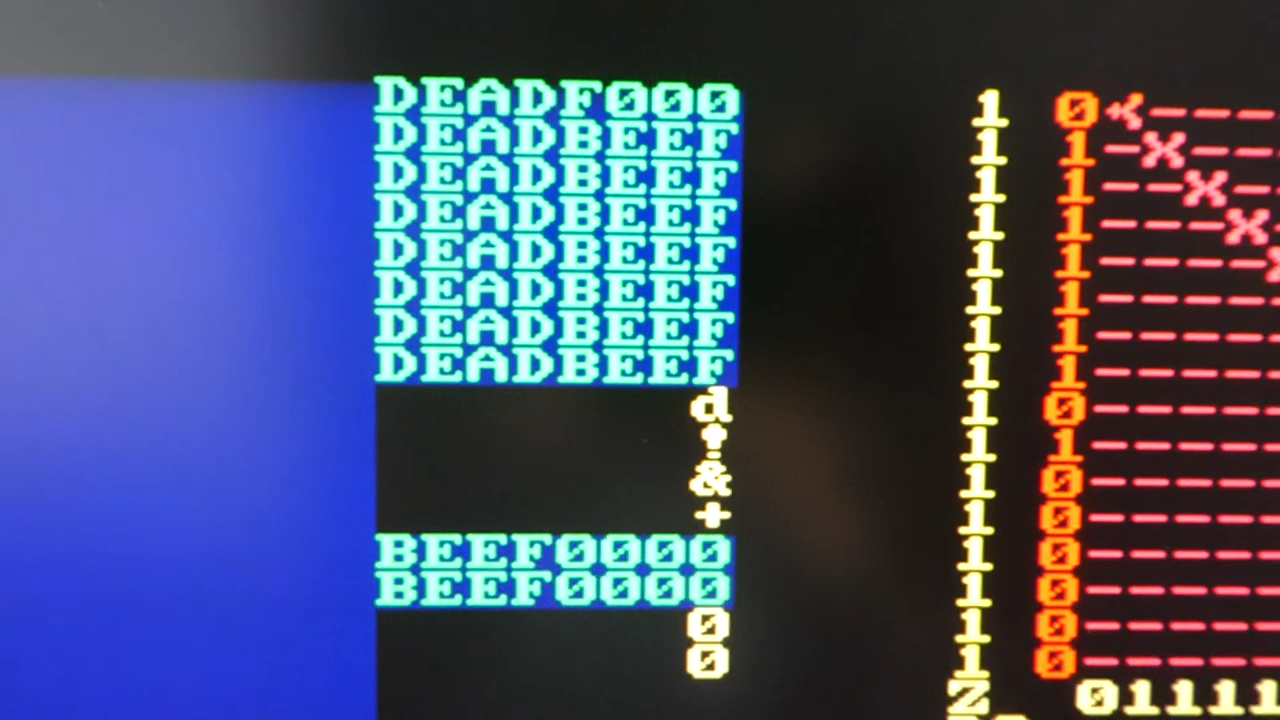 DEADF000 1 0 <----
DEADBEEF 1 1 -X--
DEADBEEF 1 1 --X-
DEADBEEF 1 1 ---X
DEADBEEF 1 1 ----
DEADBEEF 1 1 -----
DEADBEEF 1 1 -----
DEADBEEF 1 1 -----
d 1 0 -----
1 1 -----
& 1 0 -----
+ 1 0 -----
BEEF0000 1 0 -----
BEEF0000 1 0 -----
0 1 0 -----
0 1 0 -----
Z 01111